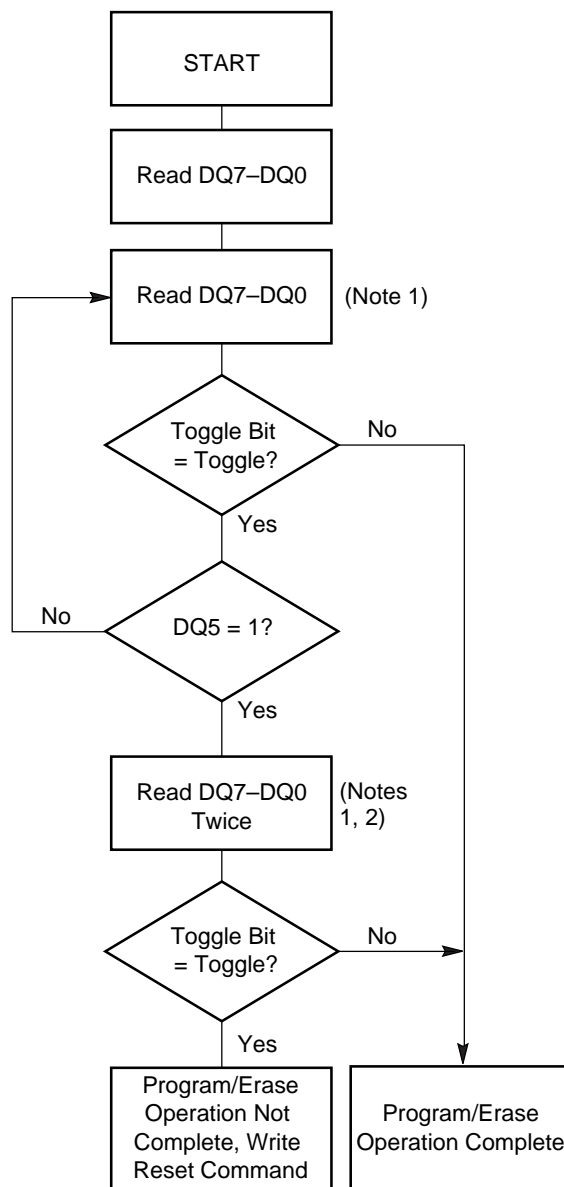 START
Read DQ7–DQ0
Read DQ7–DQ0
(Note 1)
Toggle Bit
= Toggle?
No
Yes
DQ5 = 1?
No
Yes
Read DQ7–DQ0
Twice
(Notes
1, 2)
Toggle Bit
= Toggle?
No
Yes
Program/Erase
Operation Not
Complete, Write
Reset Command
Program/Erase
Operation Complete